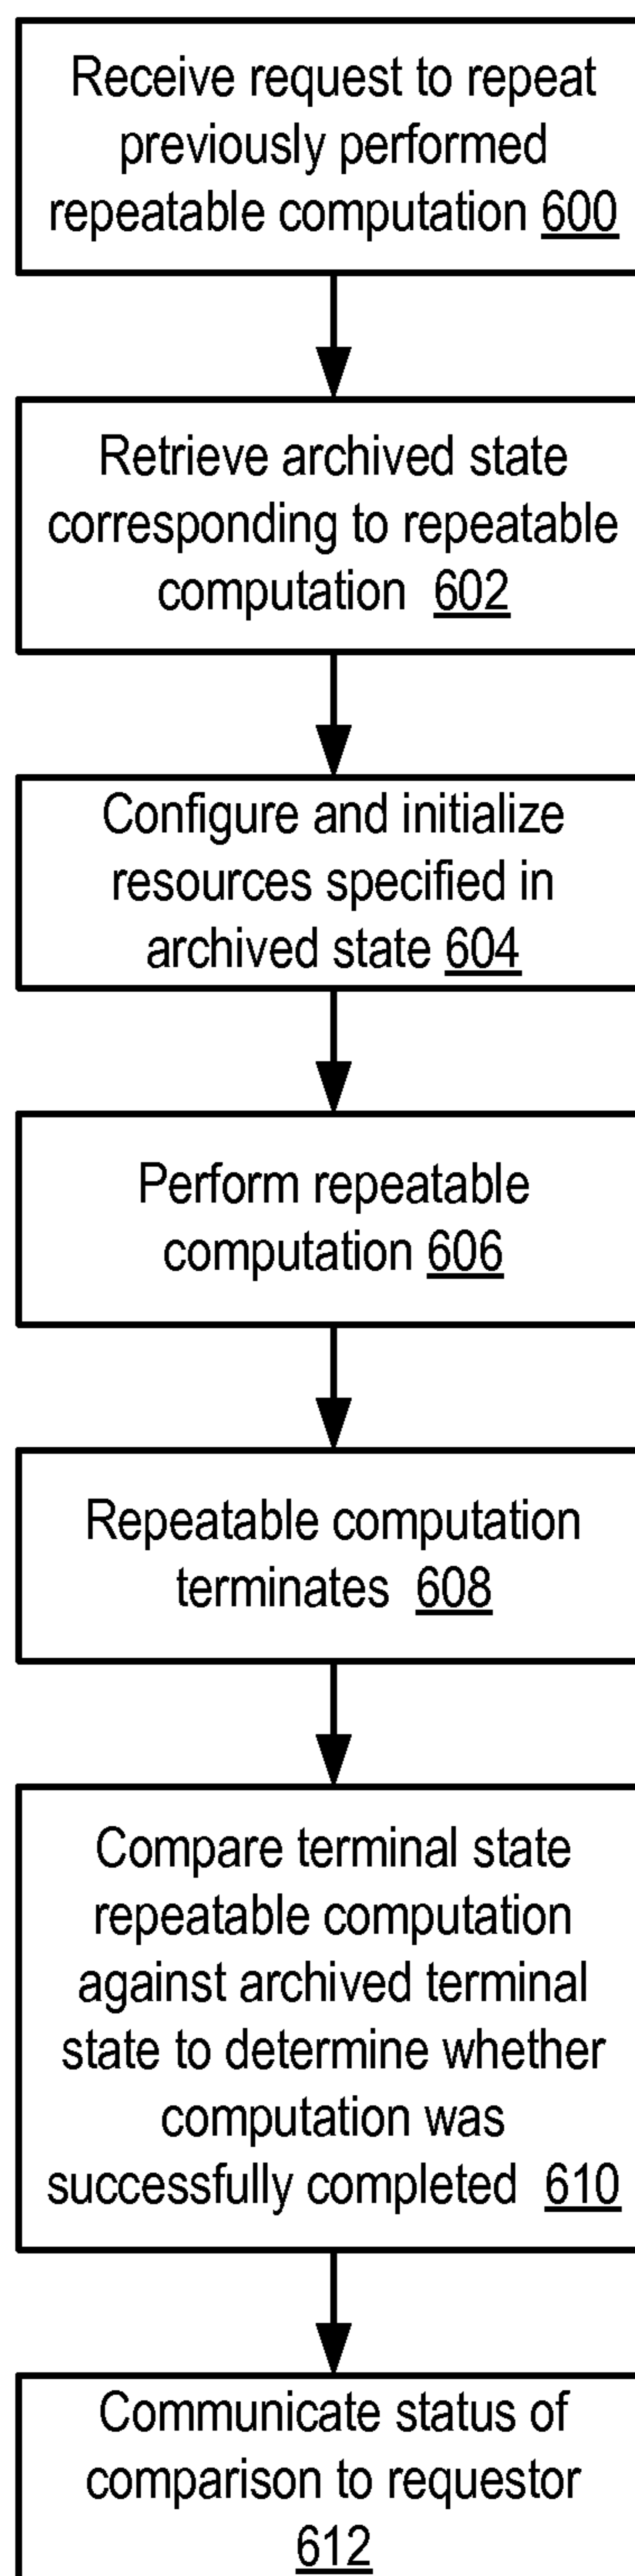 Receive request to repeat
previously performed
repeatable computation 600
Retrieve archived state
corresponding to repeatable
computation 602
Configure and initialize
resources specified in
archived state 604
Perform repeatable
computation 606
Repeatable computation
terminates 608
Compare terminal state
repeatable computation
against archived terminal
state to determine whether
computation was
successfully completed 610
Communicate status of
comparison to requestor
612